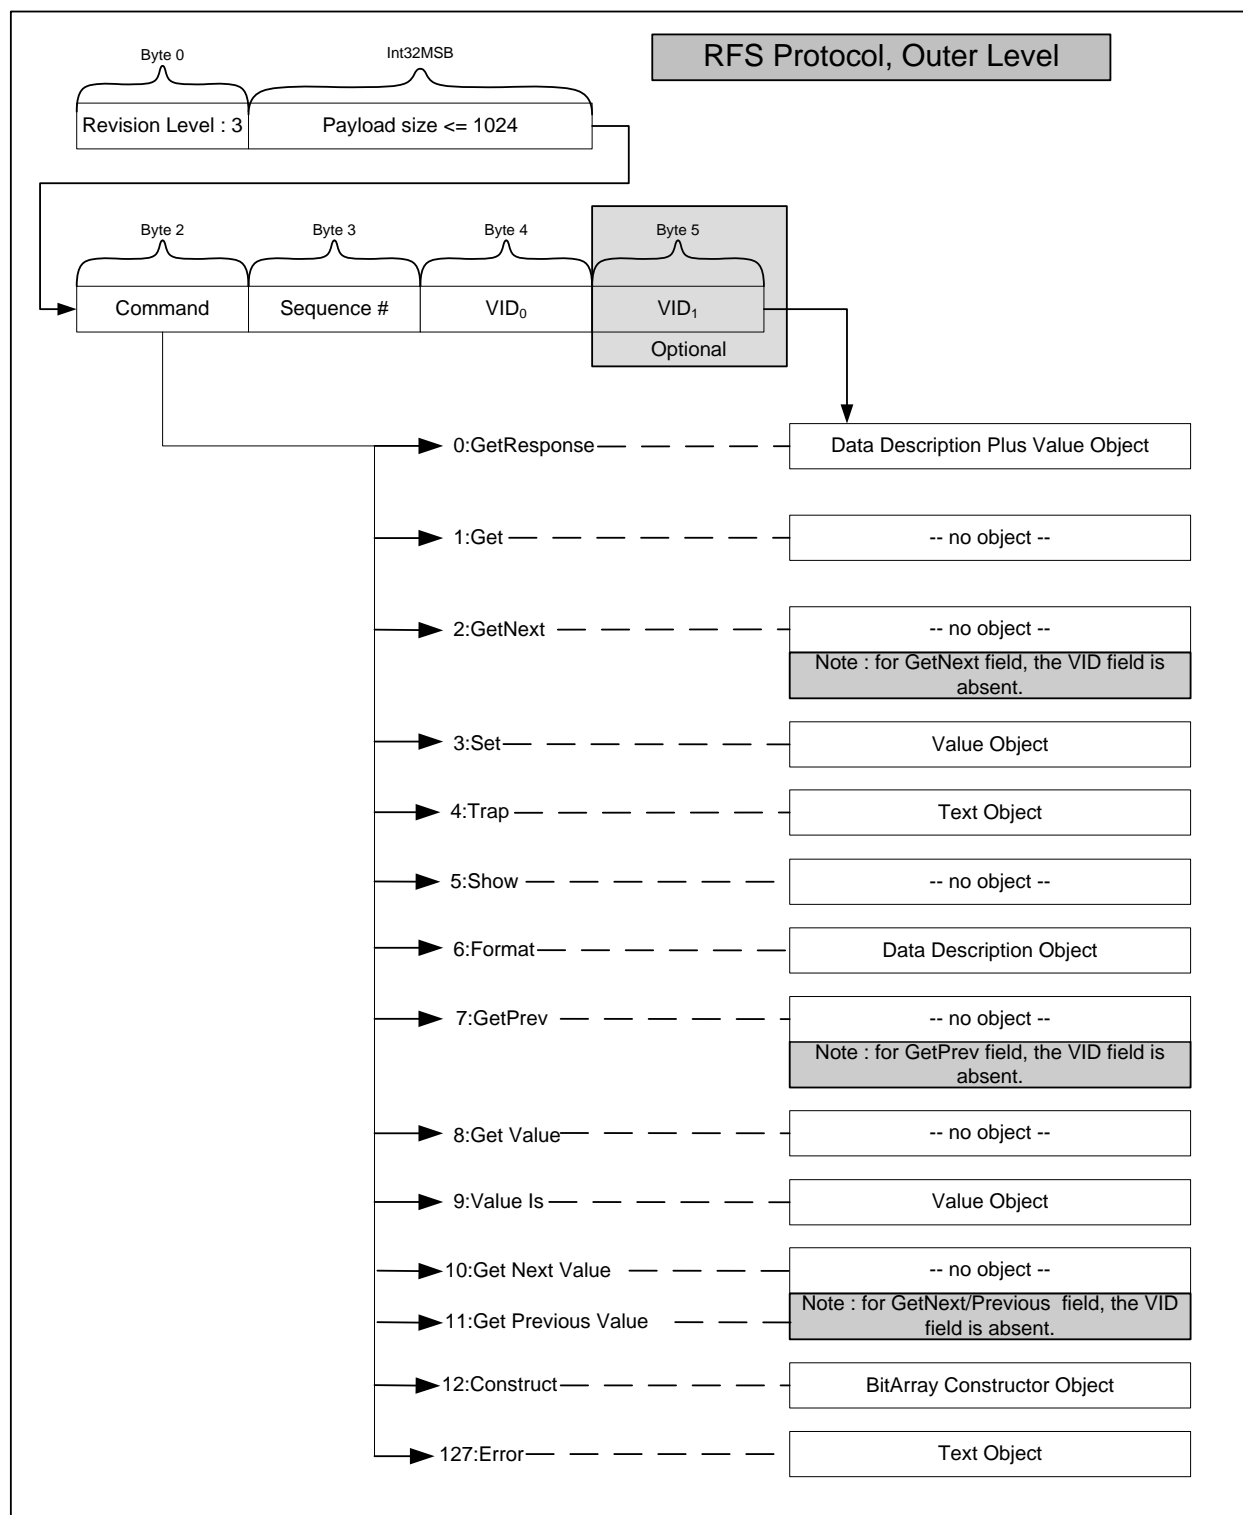 RFS Protocol, Outer Level
Byte 0
Int32MSB
Revision Level : 3
Payload size <= 1024
Byte 2
Byte 3
Byte 4
Byte 5
Command
Sequence #
VID0
VID1
Optional
0:GetResponse
Data Description Plus Value Object
1:Get
-- no object --
2:GetNext
-- no object --
Note : for GetNext field, the VID field is
absent.
3:Set
Value Object
4:Trap
Text Object
5:Show
-- no object --
6:Format
Data Description Object
7:GetPrev
-- no object --
Note : for GetPrev field, the VID field is
absent.
8:Get Value
-- no object --
9:Value Is
Value Object
10:Get Next Value
-- no object --
11:Get Previous Value
Note : for GetNext/Previous field, the VID
field is absent.
12:Construct
BitArray Constructor Object
127:Error
Text Object